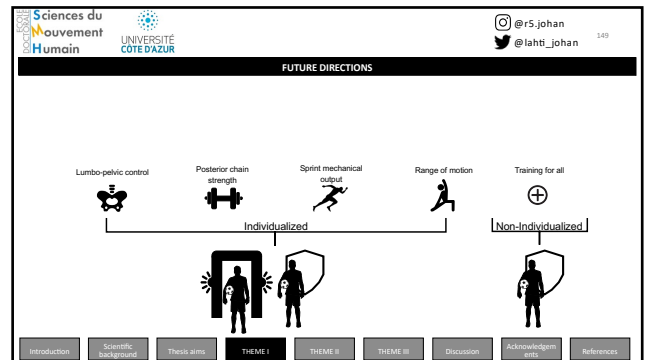 ECOLE
DOCTORALE
Sciences du
Mouvement
Humain
UNIVERSITÉ
CÔTE D'AZUR
@r5.johan
@lahti_johan
149
FUTURE DIRECTIONS
Lumbo-pelvic control
Posterior chain
strength
Sprint mechanical
output
Range of motion
Training for all
Individualized
Non-Individualized
Introduction
Scientific
background
Thesis aims
THEME I
THEME II
THEME III
Discussion
Acknowledgem
ents
References